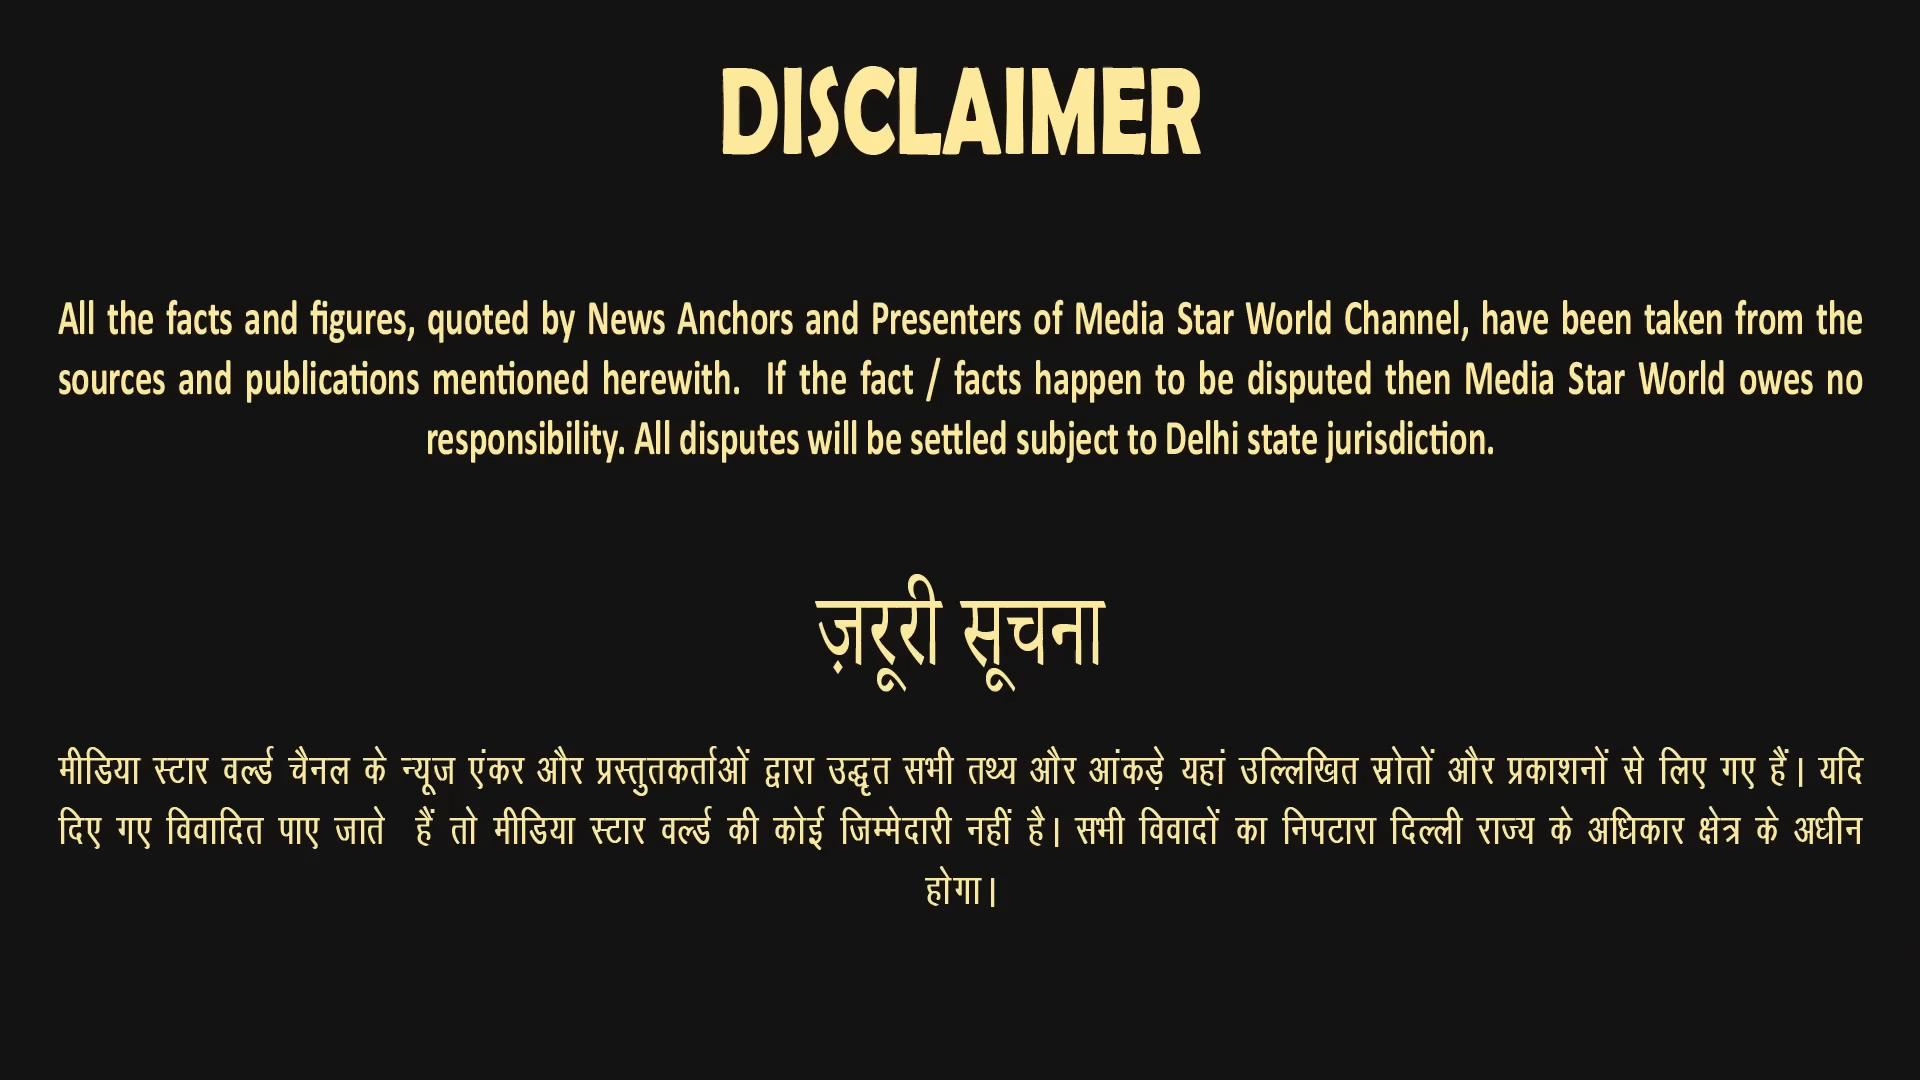 DISCLAIMER
All the facts and figures, quoted by News Anchors and Presenters of Media Star World Channel, have been taken from the
sources and publications mentioned herewith. If the fact / facts happen to be disputed then Media Star World owes no
responsibility. All disputes will be settled subject to Delhi state jurisdiction.
ज़रूरी सूचना
मीडिया स्टार वर्ल्ड चैनल के न्यूज एंकर और प्रस्तुतकर्ताओं द्वारा उद्धृत सभी तथ्य और आंकड़े यहां उल्लिखित स्रोतों और प्रकाशनों से लिए गए हैं। यदि
दिए गए विवादित पाए जाते हैं तो मीडिया स्टार वर्ल्ड की कोई जिम्मेदारी नहीं है। सभी विवादों का निपटारा दिल्ली राज्य के अधिकार क्षेत्र के अधीन
होगा।